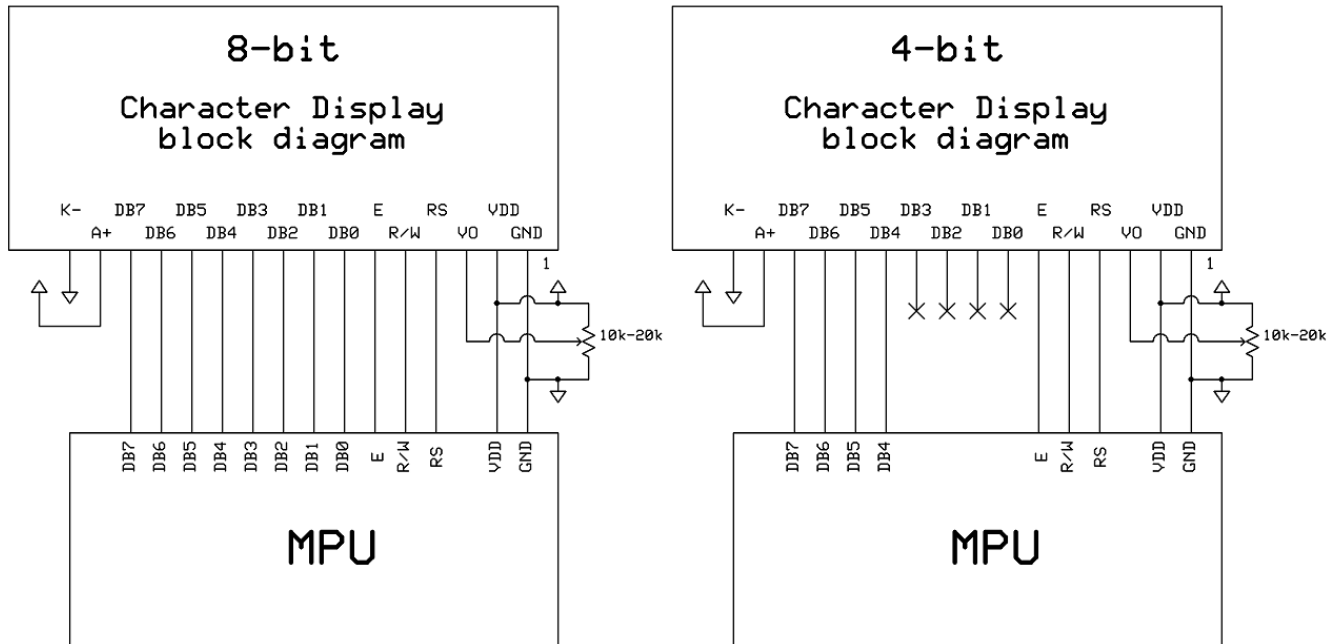 8-bit
Character Display
block diagram
K- DB7 DB5 DB3 DB1 E RS VDD
A+ DB6 DB4 DB2 DB0 R/W VO GND
1
10k-20k
DB7 DB6 DB5 DB4 DB3 DB2 DB1 DB0 E R/W RS VDD GND
MPU
4-bit
Character Display
block diagram
K- DB7 DB5 DB3 DB1 E RS VDD
A+ DB6 DB4 DB2 DB0 R/W VO GND
1
10k-20k
DB7 DB6 DB5 DB4 E R/W RS VDD GND
MPU